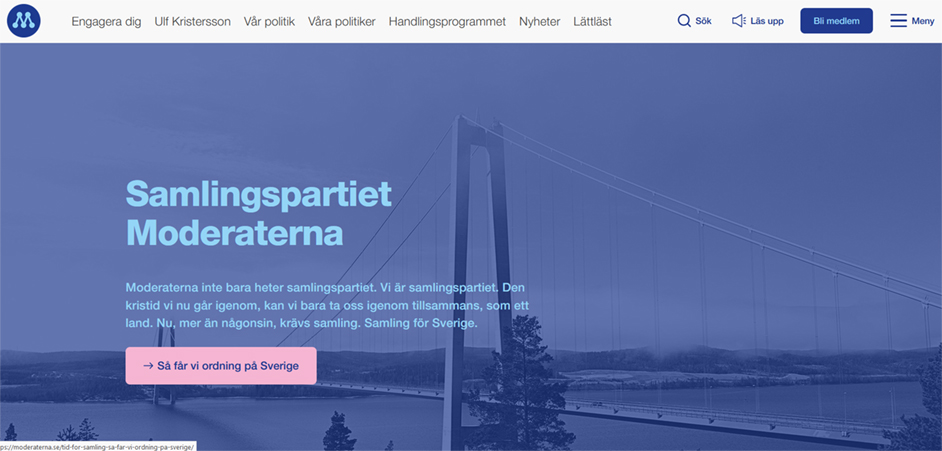 M
Engagera dig Ulf Kristersson Vår politik Våra politiker Handlingsprogrammet Nyheter Lättläst Sök Läs upp Bli medlem Meny
Samlingspartiet
Moderaterna
Moderaterna inte bara heter samlingspartiet. Vi är samlingspartiet. Den
kristid vi nu går igenom, kan vi bara ta oss igenom tillsammans, som ett
land. Nu, mer än någonsin, krävs samling. Samling för Sverige.
→ Så får vi ordning på Sverige
ps://moderaterna.se/tid-for-samling-sa-far-vi-ordning-pa-sverige/